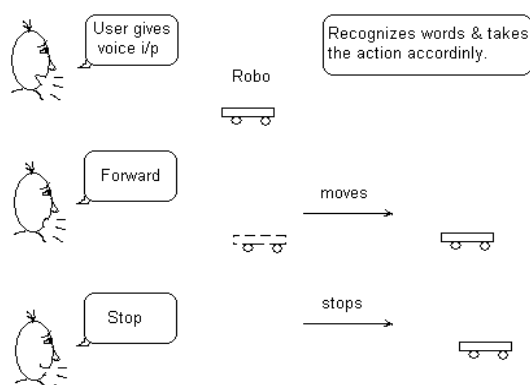 User gives
voice i/p
Recognizes words & takes
the action accordinly.
Robo
Forward
moves
Stop
stops